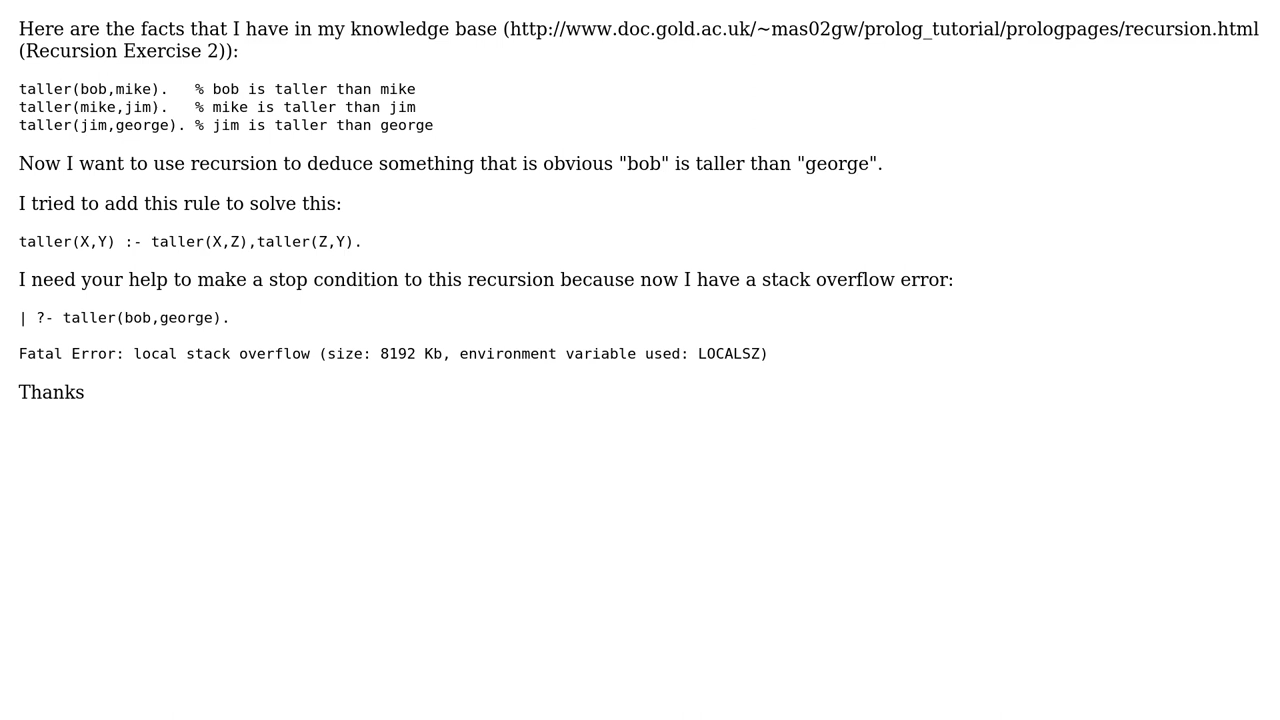 Here are the facts that I have in my knowledge base (http://www.doc.gold.ac.uk/~mas02gw/prolog_tutorial/prologpages/recursion.html
(Recursion Exercise 2)):
taller(bob,mike).   % bob is taller than mike
taller(mike,jim).   % mike is taller than jim
taller(jim,george). % jim is taller than george
Now I want to use recursion to deduce something that is obvious "bob" is taller than "george".
I tried to add this rule to solve this:
taller(X,Y) :- taller(X,Z),taller(Z,Y).
I need your help to make a stop condition to this recursion because now I have a stack overflow error:
| ?- taller(bob,george).
Fatal Error: local stack overflow (size: 8192 Kb, environment variable used: LOCALSZ)
Thanks